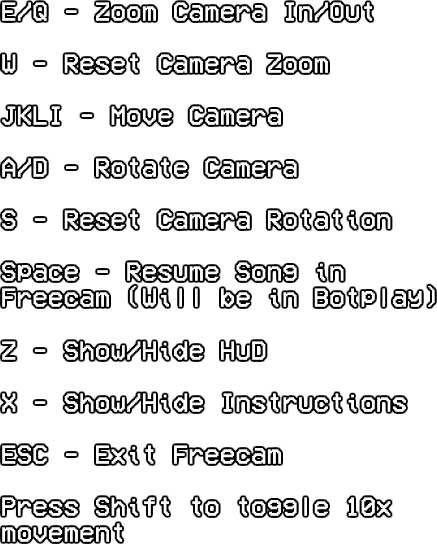 E/Q - Zoom Camera In/Out
W - Reset Camera Zoom
JKLI - Move Camera
A/D - Rotate Camera
S - Reset Camera Rotation
Space - Resume Song in
Freecam (Will be in Botplay)
Z - Show/Hide HuD
X - Show/Hide Instructions
ESC - Exit Freecam
Press Shift to toggle 10x
movement